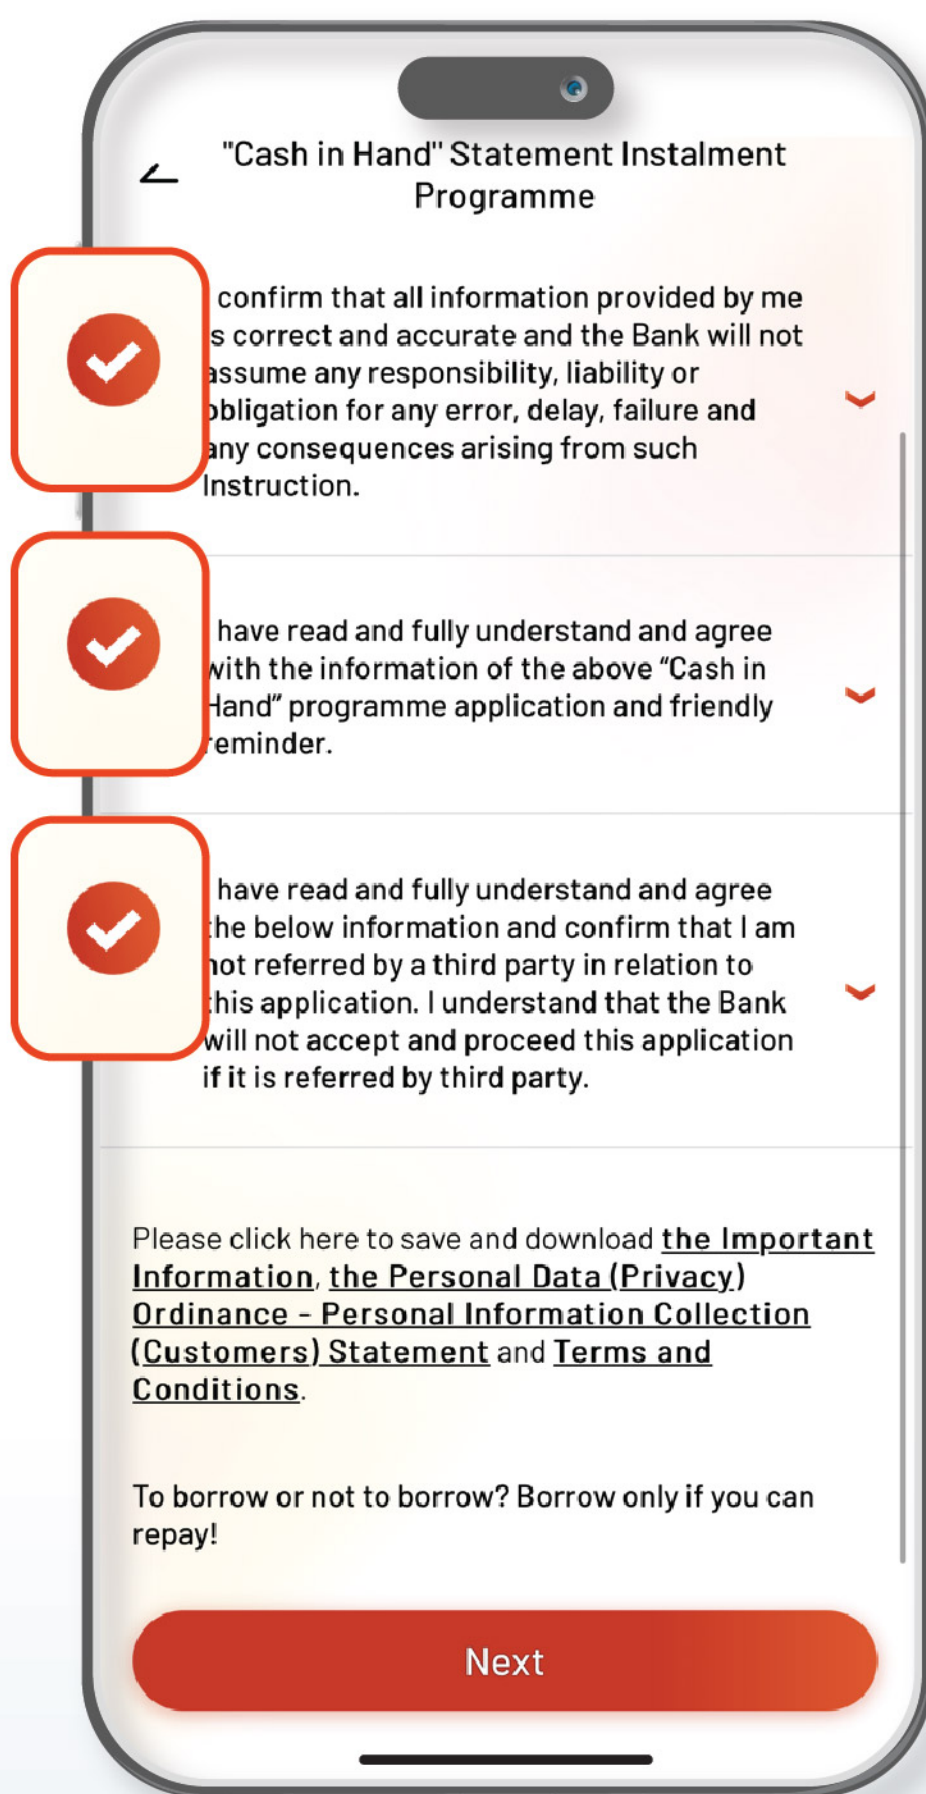 "Cash in Hand" Statement Instalment
Programme
confirm that all information provided by me
s correct and accurate and the Bank will not
assume any responsibility, liability or
obligation for any error, delay, failure and
any consequences arising from such
Instruction.
have read and fully understand and agree
with the information of the above “Cash in
Hand” programme application and friendly
reminder.
have read and fully understand and agree
the below information and confirm that I am
not referred by a third party in relation to
this application. I understand that the Bank
will not accept and proceed this application
if it is referred by third party.
Please click here to save and download the Important
Information, the Personal Data (Privacy)
Ordinance - Personal Information Collection
(Customers) Statement and Terms and
Conditions.
To borrow or not to borrow? Borrow only if you can
repay!
Next